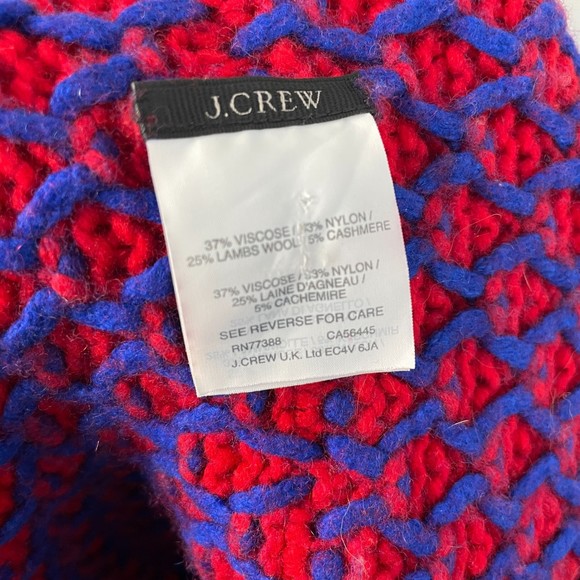 J.CREW
37% VISCOSE / 33% NYLON /
25% LAMBS WOOL / 5% CASHMERE
37% VISCOSE / 33% NYLON /
25% LAINE D'AGNEAU /
5% CACHEMIRE
SEE REVERSE FOR CARE
RN77388 CA56445
J.CREW U.K. Ltd EC4V 6JA